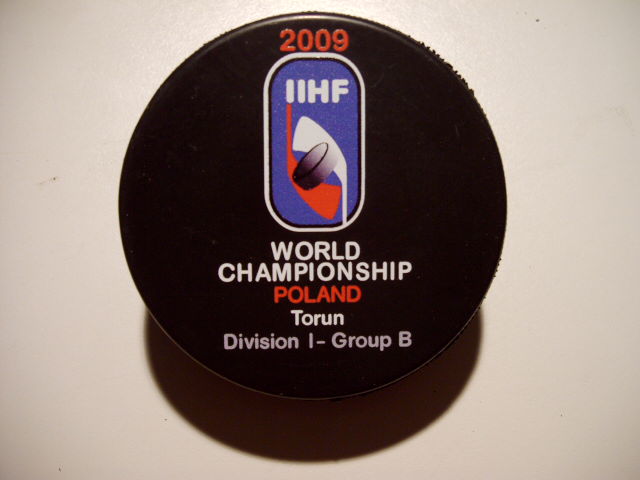 2009
IIHF
WORLD
CHAMPIONSHIP
POLAND
Torun
Division I- Group B